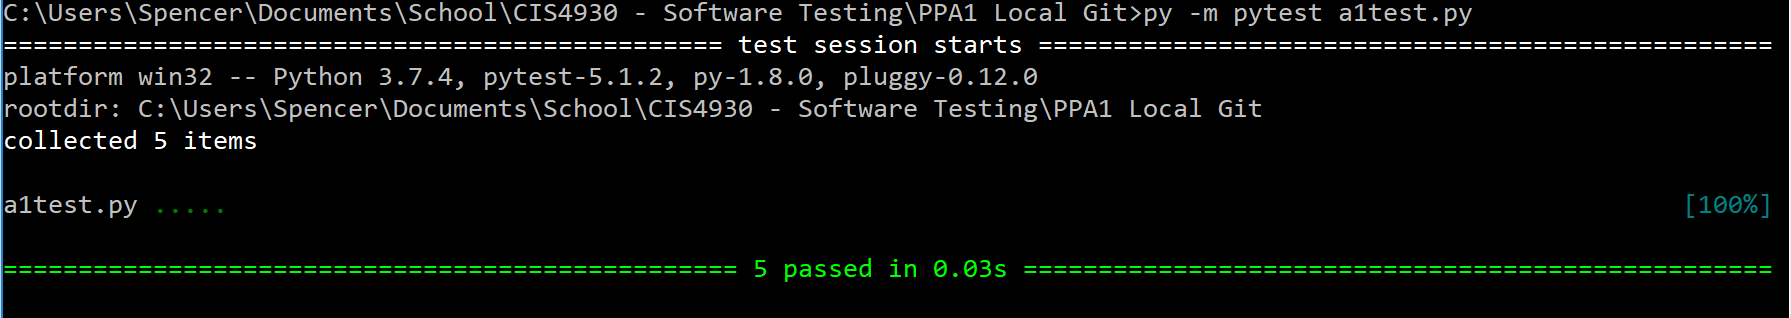 C:\Users\Spencer\Documents\School\CIS4930 - Software Testing\PPA1 Local Git>py -m pytest a1test.py
================================================ test session starts =================================================
platform win32 -- Python 3.7.4, pytest-5.1.2, py-1.8.0, pluggy-0.12.0
rootdir: C:\Users\Spencer\Documents\School\CIS4930 - Software Testing\PPA1 Local Git
collected 5 items
a1test.py ..... [100%]
================================================= 5 passed in 0.03s ==================================================